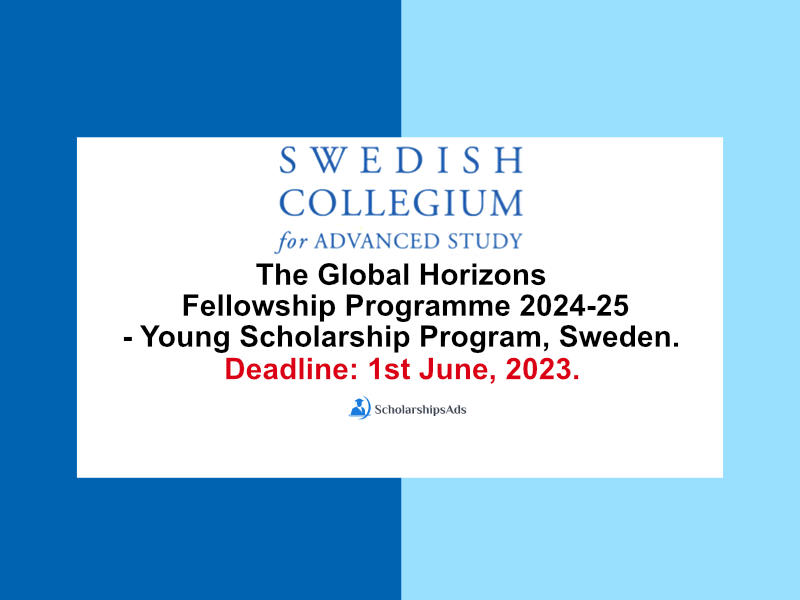 SWEDISH
COLLEGIUM
for ADVANCED STUDY
The Global Horizons
Fellowship Programme 2024-25
- Young Scholarship Program, Sweden.
Deadline: 1st June, 2023.
ScholarshipsAds